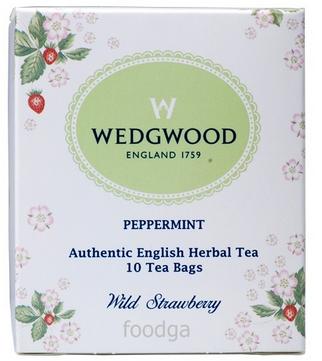 W
WEDGWOOD
ENGLAND 1759
PEPPERMINT
Authentic English Herbal Tea
10 Tea Bags
Wild Strawberry
foodga